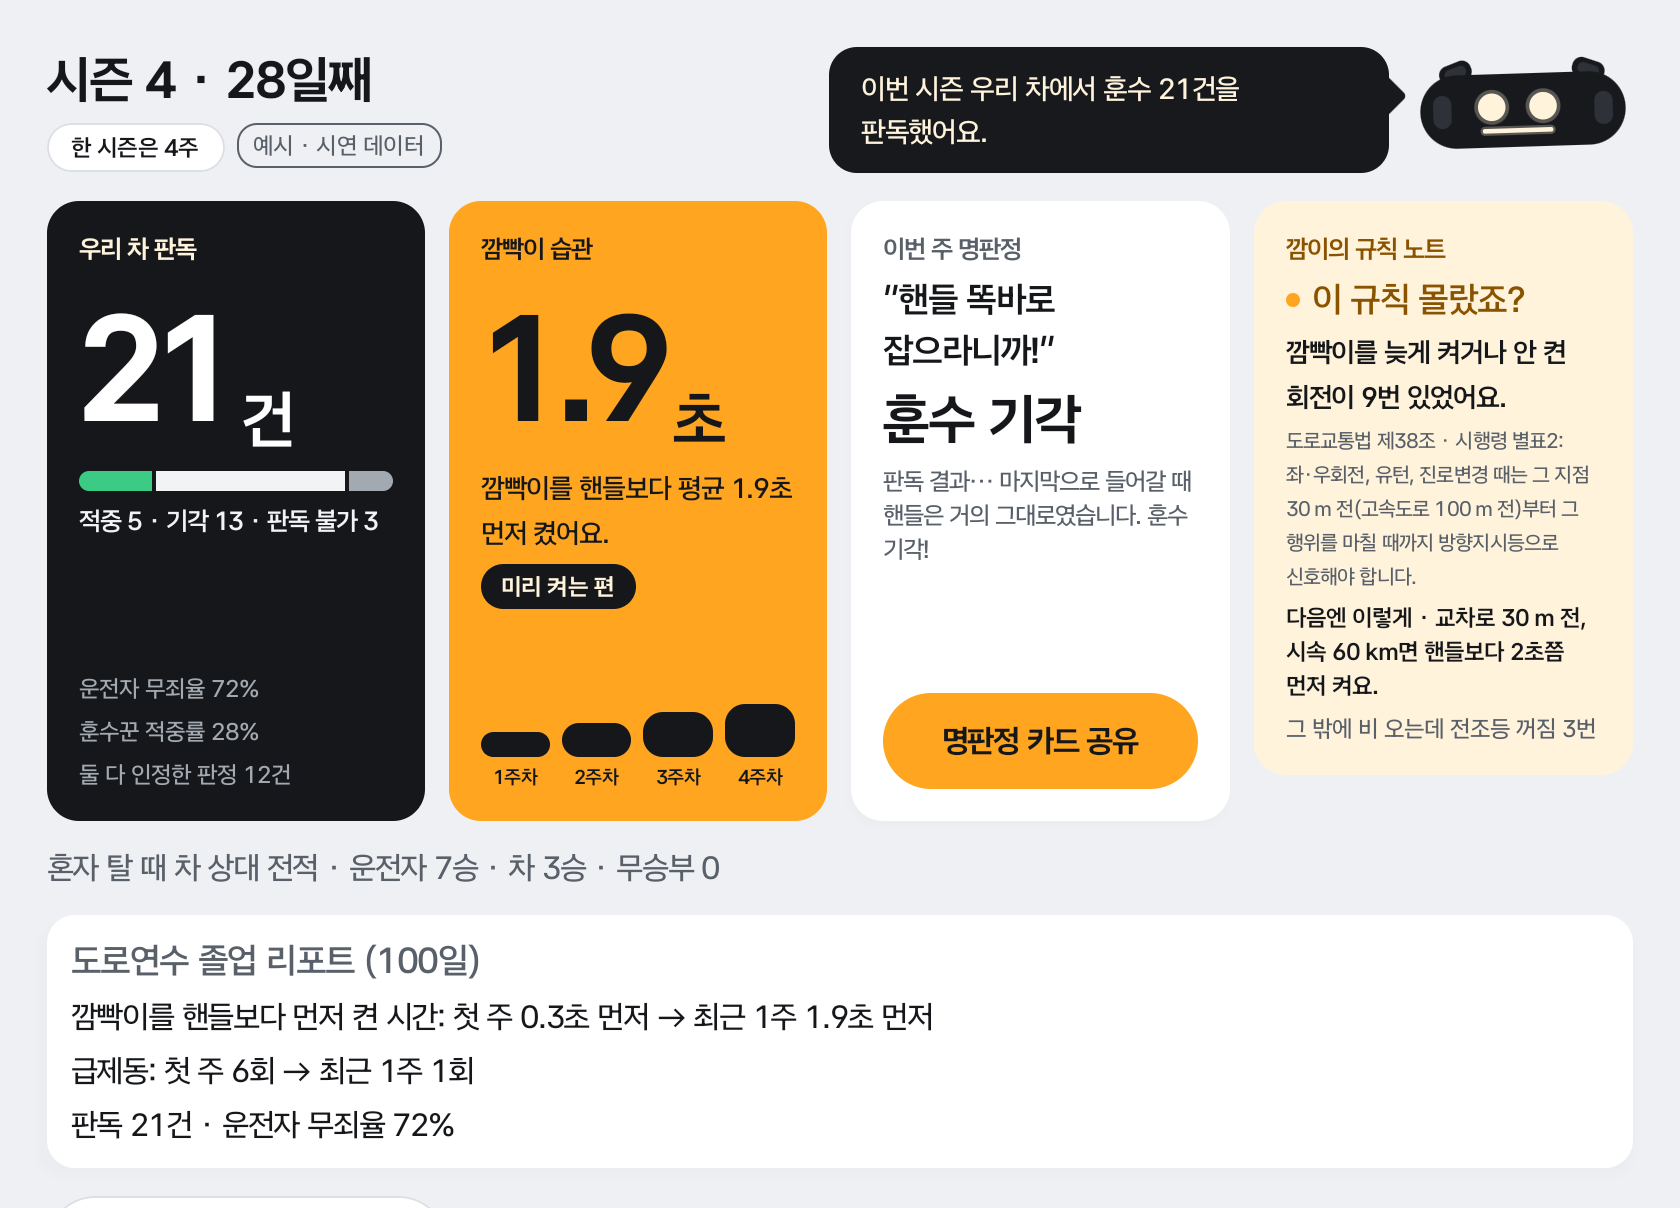 시즌 4 · 28일째
한 시즌은 4주
예시 · 시연 데이터
이번 시즌 우리 차에서 훈수 21건을
판독했어요.
우리 차 판독
21 건
적중 5 · 기각 13 · 판독 불가 3
운전자 무죄율 72%
훈수꾼 적중률 28%
둘 다 인정한 판정 12건
깜빡이 습관
1.9 초
깜빡이를 핸들보다 평균 1.9초
먼저 켰어요.
미리 켜는 편
1주차
2주차
3주차
4주차
이번 주 명판정
"핸들 똑바로
잡으라니까!"
훈수 기각
판독 결과… 마지막으로 들어갈 때
핸들은 거의 그대로였습니다. 훈수
기각!
명판정 카드 공유
깜이의 규칙 노트
이 규칙 몰랐죠?
깜빡이를 늦게 켜거나 안 켠
회전이 9번 있었어요.
도로교통법 제38조 · 시행령 별표2:
좌·우회전, 유턴, 진로변경 때는 그 지점
30 m 전(고속도로 100 m 전)부터 그
행위를 마칠 때까지 방향지시등으로
신호해야 합니다.
다음엔 이렇게 · 교차로 30 m 전,
시속 60 km면 핸들보다 2초쯤
먼저 켜요.
그 밖에 비 오는데 전조등 꺼짐 3번
혼자 탈 때 차 상대 전적 · 운전자 7승 · 차 3승 · 무승부 0
도로연수 졸업 리포트 (100일)
깜빡이를 핸들보다 먼저 켠 시간: 첫 주 0.3초 먼저 → 최근 1주 1.9초 먼저
급제동: 첫 주 6회 → 최근 1주 1회
판독 21건 · 운전자 무죄율 72%